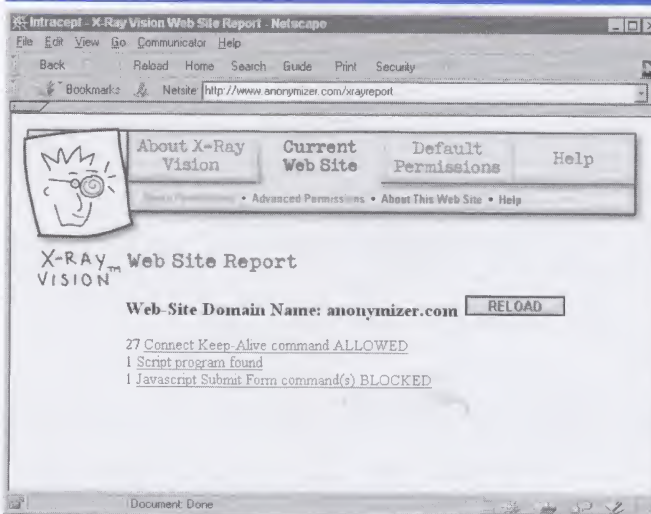 Intracept - X-Ray Vision Web Site Report - Netscape
File Edit View Go Communicator Help
Back Reload Home Search Guide Print Security
Bookmarks Netsite: http://www.anonymizer.com/xrayreport
About X-Ray Vision
Current Web Site
Default Permissions
Help
• Advanced Permissions • About This Web Site • Help
X-RAY VISION™
Web Site Report
Web-Site Domain Name: anonymizer.com RELOAD
27 Connect Keep-Alive command ALLOWED
1 Script program found
1 Javascript Submit Form command(s) BLOCKED
Document: Done